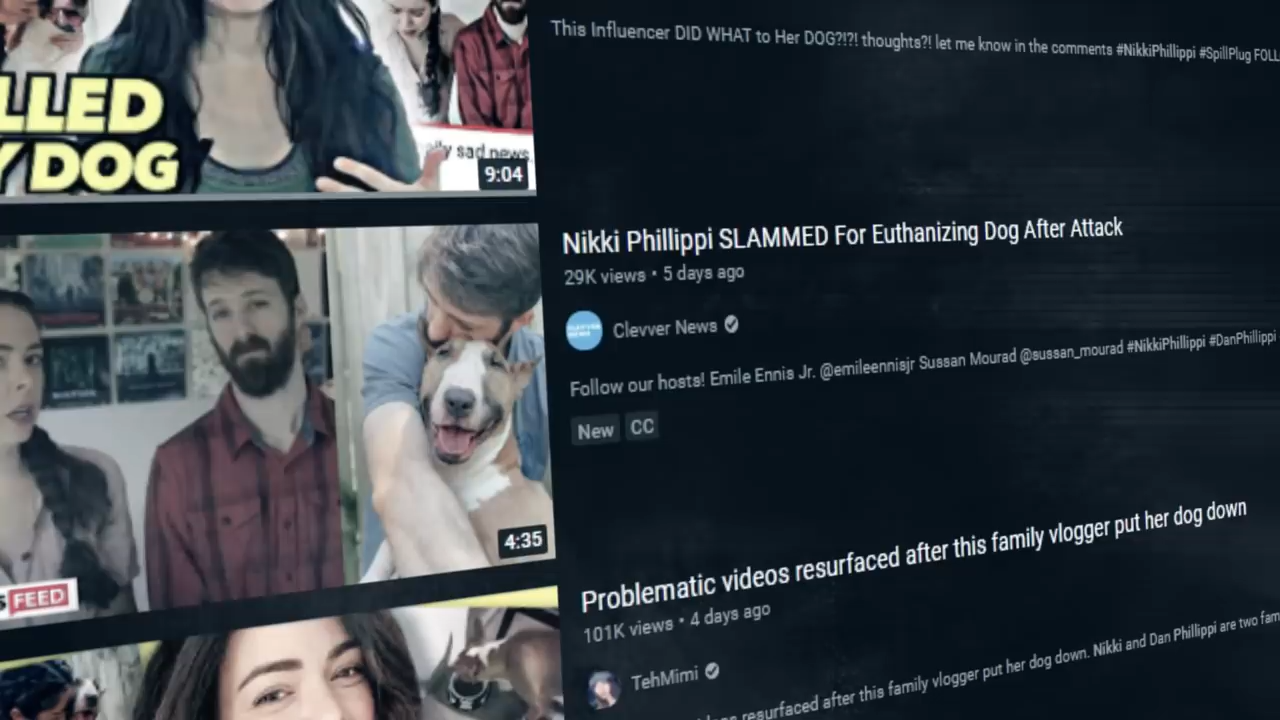 This Influencer DID WHAT to Her DOG?!?! thoughts?! let me know in the comments #NikkiPhillippi #SpillPlug FOLL
LLED
Y DOG
sad news.
9:04
Nikki Phillippi SLAMMED For Euthanizing Dog After Attack
29K views • 5 days ago
Clevver News
Follow our hosts! Emile Ennis Jr. @emileennisjr Sussan Mourad @sussan_mourad #NikkiPhillippi #DanPhillippi
New CC
4:35
S FEED
Problematic videos resurfaced after this family vlogger put her dog down
101K views • 4 days ago
TehMimi
resurfaced after this family vlogger put her dog down. Nikki and Dan Phillippi are two fam